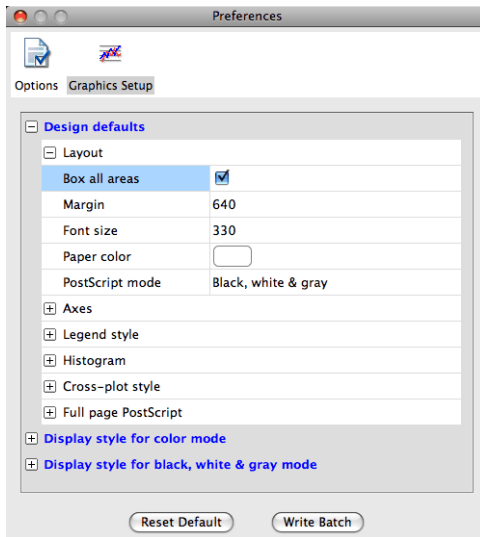 Preferences
Options Graphics Setup
Design defaults
Layout
Box all areas
Margin 640
Font size 330
Paper color
PostScript mode Black, white & gray
Axes
Legend style
Histogram
Cross-plot style
Full page PostScript
Display style for color mode
Display style for black, white & gray mode
Reset Default Write Batch